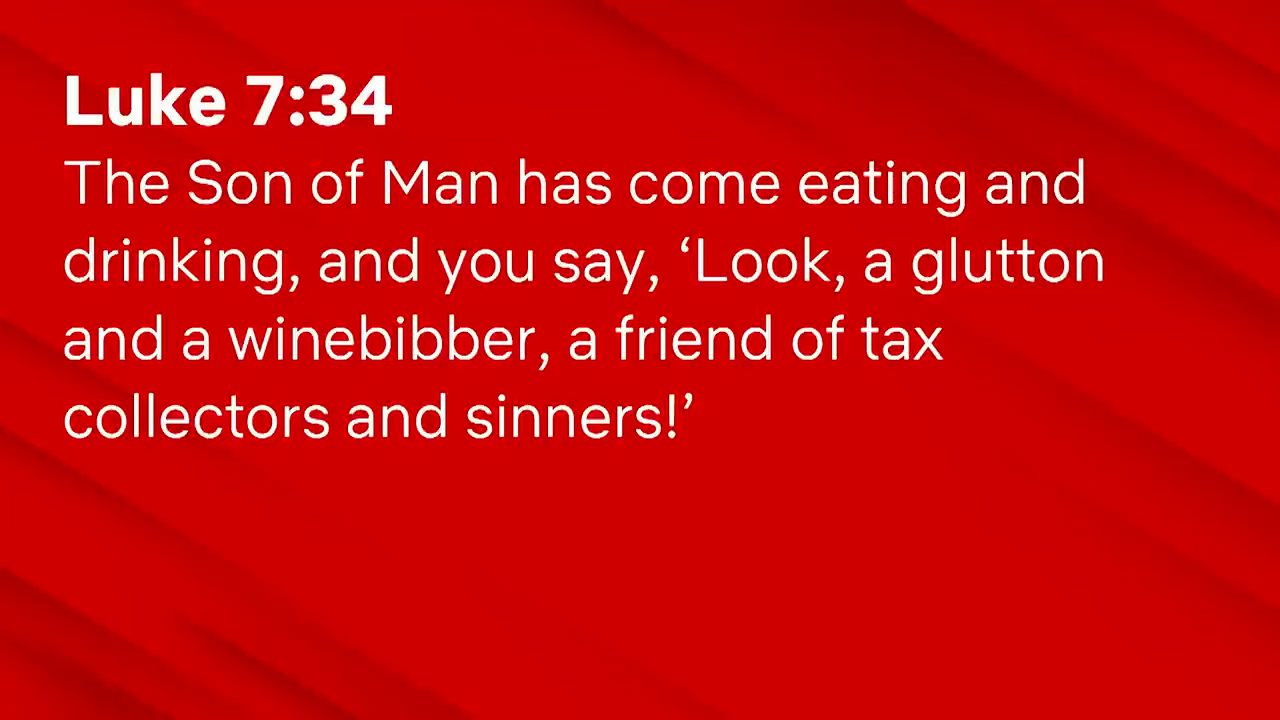 Luke 7:34
The Son of Man has come eating and
drinking, and you say, ‘Look, a glutton
and a winebibber, a friend of tax
collectors and sinners!’